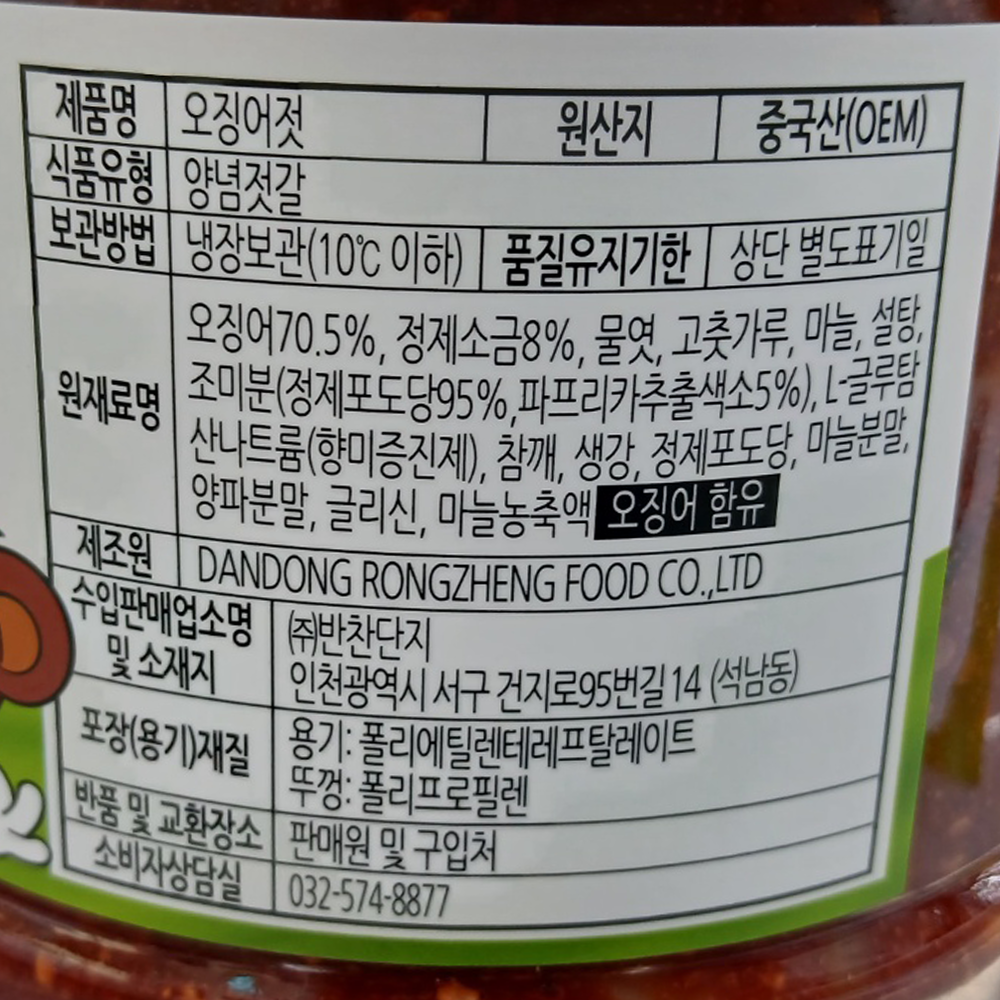 제품명 오징어젓 원산지 중국산(OEM)
식품유형 양념젓갈
보관방법 냉장보관(10℃ 이하) 품질유지기한 상단 별도표기일
원재료명 오징어70.5%, 정제소금8%, 물엿, 고춧가루, 마늘, 설탕,
조미분(정제포도당95%,파프리카추출색소5%), L-글루탐
산나트륨(향미증진제), 참깨, 생강, 정제포도당, 마늘분말,
양파분말, 글리신, 마늘농축액 오징어 함유
제조원 DANDONG RONGZHENG FOOD CO.,LTD
수입판매업소명
및 소재지
㈜반찬단지
인천광역시 서구 건지로95번길 14 (석남동)
포장(용기)재질
용기: 폴리에틸렌테레프탈레이트
뚜껑: 폴리프로필렌
반품 및 교환장소 판매원 및 구입처
소비자상담실 032-574-8877